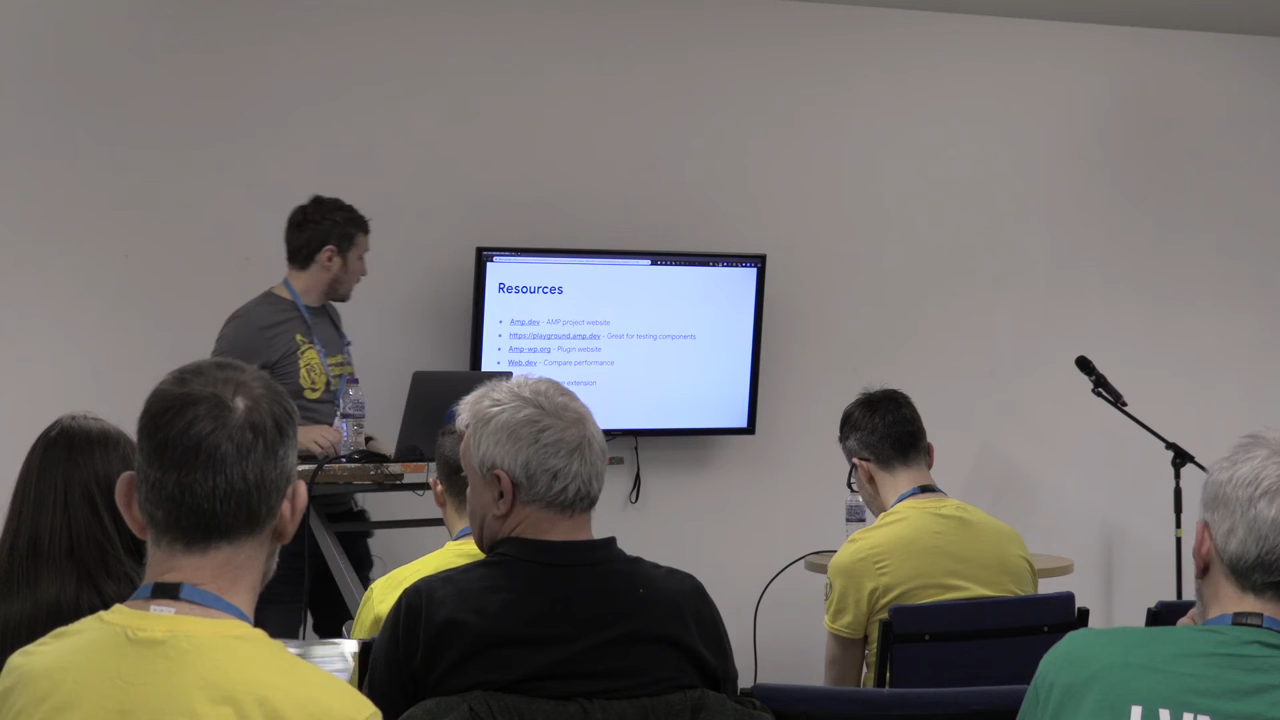 Resources
Amp.dev - AMP project website
https://playground.amp.dev - Great for testing components
Amp-wp.org - Plugin website
Web.dev - Compare performance
extension